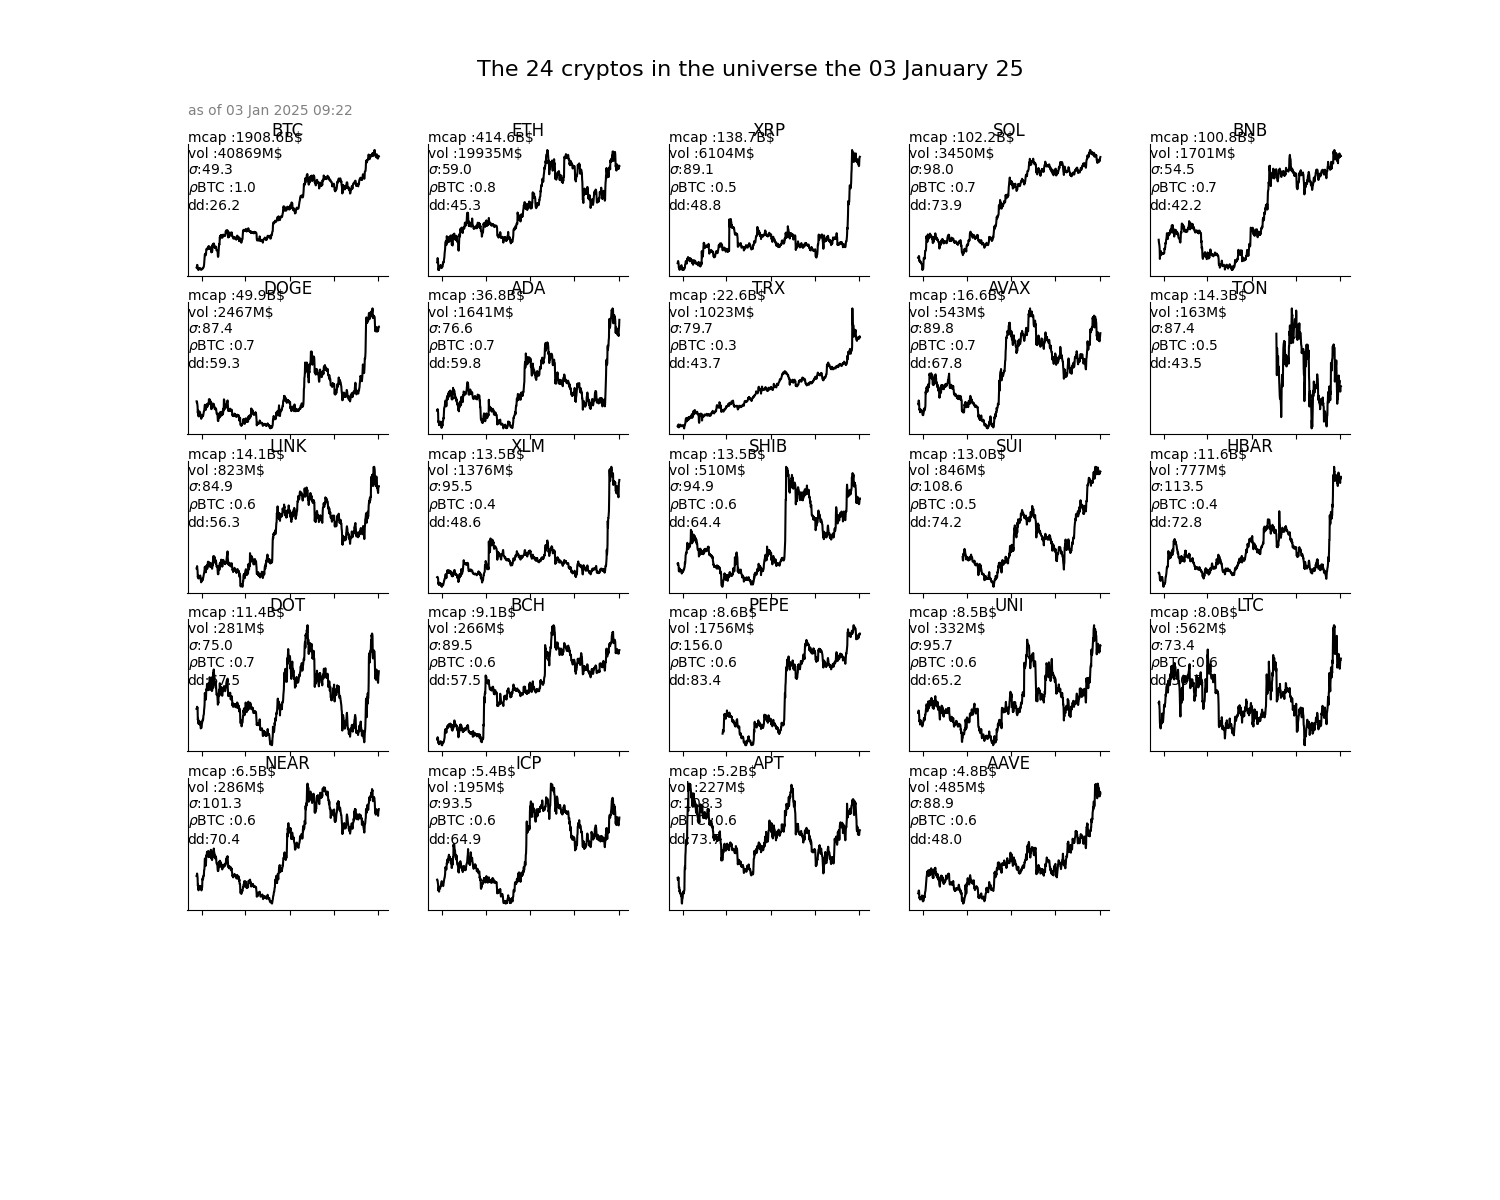 The 24 cryptos in the universe the 03 January 25
as of 03 Jan 2025 09:22
BTC
mcap :1908.6B$
vol :40869M$
σ:49.3
ρBTC :1.0
dd:26.2
ETH
mcap :414.6B$
vol :19935M$
σ:59.0
ρBTC :0.8
dd:45.3
XRP
mcap :138.7B$
vol :6104M$
σ:89.1
ρBTC :0.5
dd:48.8
SOL
mcap :102.2B$
vol :3450M$
σ:98.0
ρBTC :0.7
dd:73.9
BNB
mcap :100.8B$
vol :1701M$
σ:54.5
ρBTC :0.7
dd:42.2
DOGE
mcap :49.9B$
vol :2467M$
σ:87.4
ρBTC :0.7
dd:59.3
ADA
mcap :36.8B$
vol :1641M$
σ:76.6
ρBTC :0.7
dd:59.8
TRX
mcap :22.6B$
vol :1023M$
σ:79.7
ρBTC :0.3
dd:43.7
AVAX
mcap :16.6B$
vol :543M$
σ:89.8
ρBTC :0.7
dd:67.8
TON
mcap :14.3B$
vol :163M$
σ:87.4
ρBTC :0.5
dd:43.5
LINK
mcap :14.1B$
vol :823M$
σ:84.9
ρBTC :0.6
dd:56.3
XLM
mcap :13.5B$
vol :1376M$
σ:95.5
ρBTC :0.4
dd:48.6
SHIB
mcap :13.5B$
vol :510M$
σ:94.9
ρBTC :0.6
dd:64.4
SUI
mcap :13.0B$
vol :846M$
σ:108.6
ρBTC :0.5
dd:74.2
HBAR
mcap :11.6B$
vol :777M$
σ:113.5
ρBTC :0.4
dd:72.8
DOT
mcap :11.4B$
vol :281M$
σ:75.0
ρBTC :0.7
BCH
mcap :9.1B$
vol :266M$
σ:89.5
ρBTC :0.6
dd:57.5
PEPE
mcap :8.6B$
vol :1756M$
σ:156.0
ρBTC :0.6
dd:83.4
UNI
mcap :8.5B$
vol :332M$
σ:95.7
ρBTC :0.6
dd:65.2
LTC
mcap :8.0B$
vol :562M$
σ:73.4
ρBTC :0.6
NEAR
mcap :6.5B$
vol :286M$
σ:101.3
ρBTC :0.6
dd:70.4
ICP
mcap :5.4B$
vol :195M$
σ:93.5
ρBTC :0.6
dd:64.9
APT
mcap :5.2B$
vol :227M$
σ:108.3
ρBTC :0.6
AAVE
mcap :4.8B$
vol :485M$
σ:88.9
ρBTC :0.6
dd:48.0